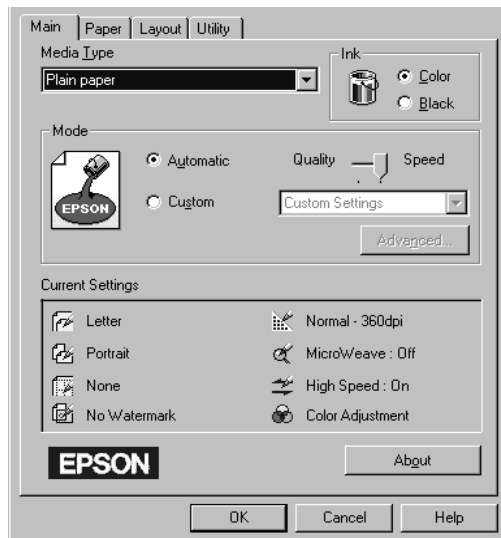 Main Paper Layout Utility
Media Type
Plain paper
Ink
Color
Black
Mode
EPSON
Automatic
Custom
Quality Speed
Custom Settings
Advanced...
Current Settings
Letter
Portrait
None
No Watermark
Normal - 360dpi
MicroWeave : Off
High Speed : On
Color Adjustment
EPSON
About
OK Cancel Help